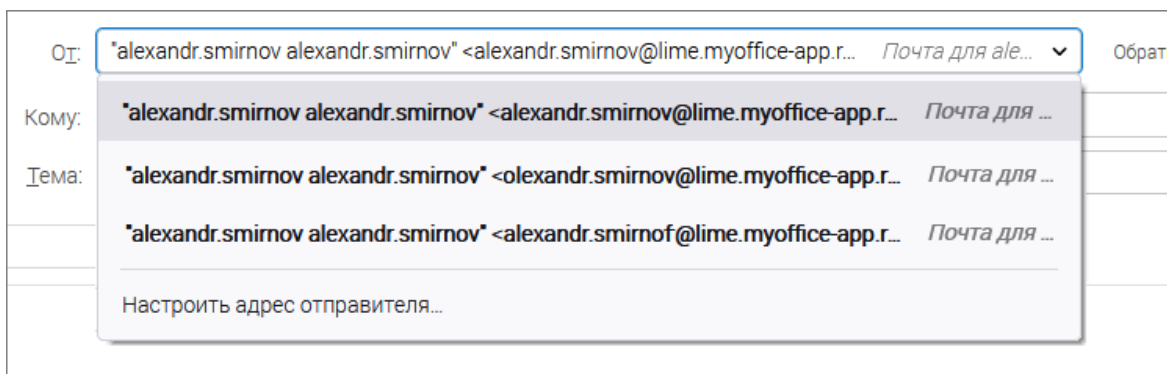 От: "alexandr.smirnov alexandr.smirnov" <alexandr.smirnov@lime.myoffice-app.r... Почта для ale... Обрат
Кому: "alexandr.smirnov alexandr.smirnov" <alexandr.smirnov@lime.myoffice-app.r... Почта для ...
Тема: "alexandr.smirnov alexandr.smirnov" <olexandr.smirnov@lime.myoffice-app.r... Почта для ...
"alexandr.smirnov alexandr.smirnov" <alexandr.smirnof@lime.myoffice-app.r... Почта для ...
Настроить адрес отправителя...